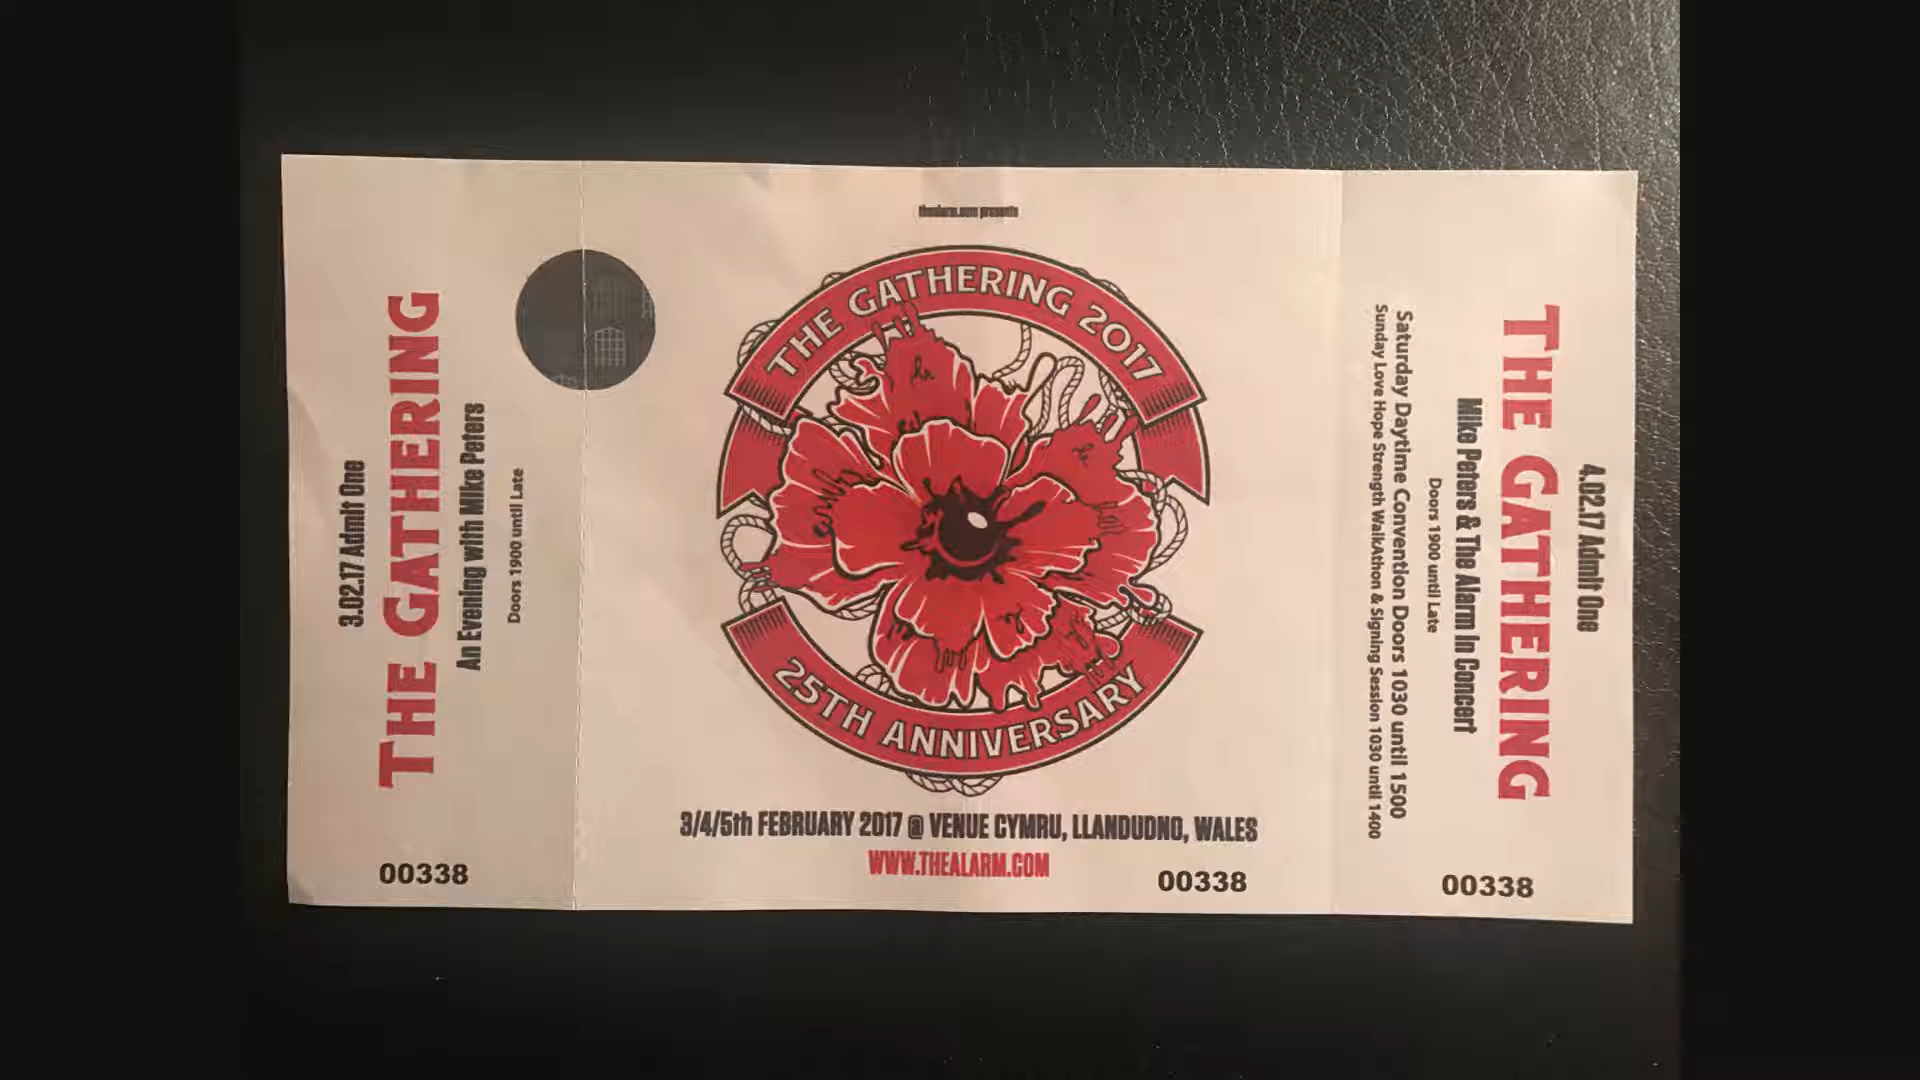 3.02.17 Admit One
THE GATHERING
An Evening with Mike Peters
Doors 1900 until Late
00338
thealarm.com presents
THE GATHERING 2017
25TH ANNIVERSARY
3/4/5th FEBRUARY 2017 @ VENUE CYMRU, LLANDUDNO, WALES
WWW.THEALARM.COM
00338
4.02.17 Admit One
THE GATHERING
Mike Peters & The Alarm In Concert
Doors 1900 until Late
Saturday Daytime Convention Doors 1030 until 1500
Sunday Love Hope Strength WalkAthon & Signing Session 1030 until 1400
00338